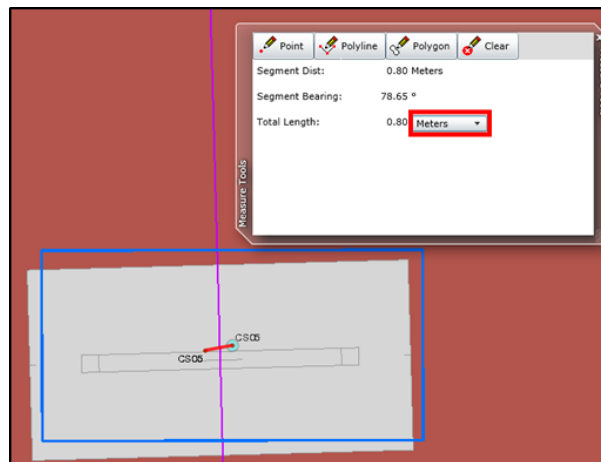 Point Polyline Polygon Clear
Segment Dist: 0.80 Meters
Segment Bearing: 78.65 °
Total Length: 0.80 Meters
Measure Tools
CS05
CS05